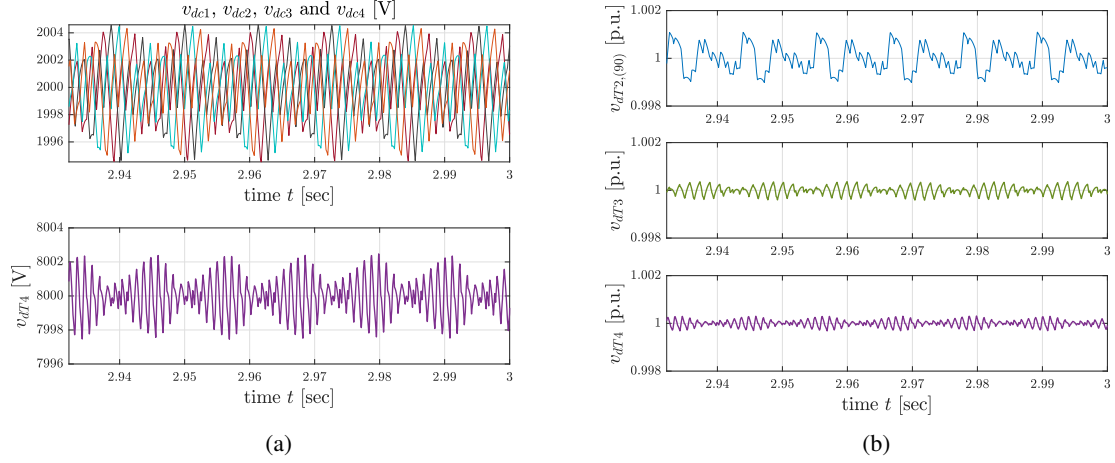 v_{dc1}, v_{dc2}, v_{dc3} and v_{dc4} [V]
2004
2002
2000
1998
1996
2.94 2.95 2.96 2.97 2.98 2.99 3
time t [sec]
v_{dT4} [V]
8004
8002
8000
7998
7996
2.94 2.95 2.96 2.97 2.98 2.99 3
time t [sec]
(a)
v_{dT2,⟨90⟩} [p.u.]
1.002
1
0.998
2.94 2.95 2.96 2.97 2.98 2.99 3
v_{dT3} [p.u.]
1.002
1
0.998
2.94 2.95 2.96 2.97 2.98 2.99 3
v_{dT4} [p.u.]
1.002
1
0.998
2.94 2.95 2.96 2.97 2.98 2.99 3
time t [sec]
(b)